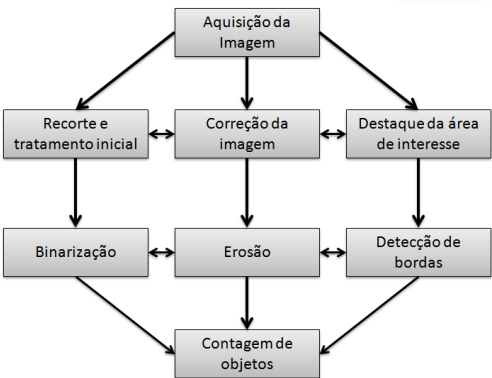 Aquisição da
Imagem
Recorte e
tratamento inicial
Correção da
imagem
Destaque da área
de interesse
Binarização
Erosão
Detecção de
bordas
Contagem de
objetos